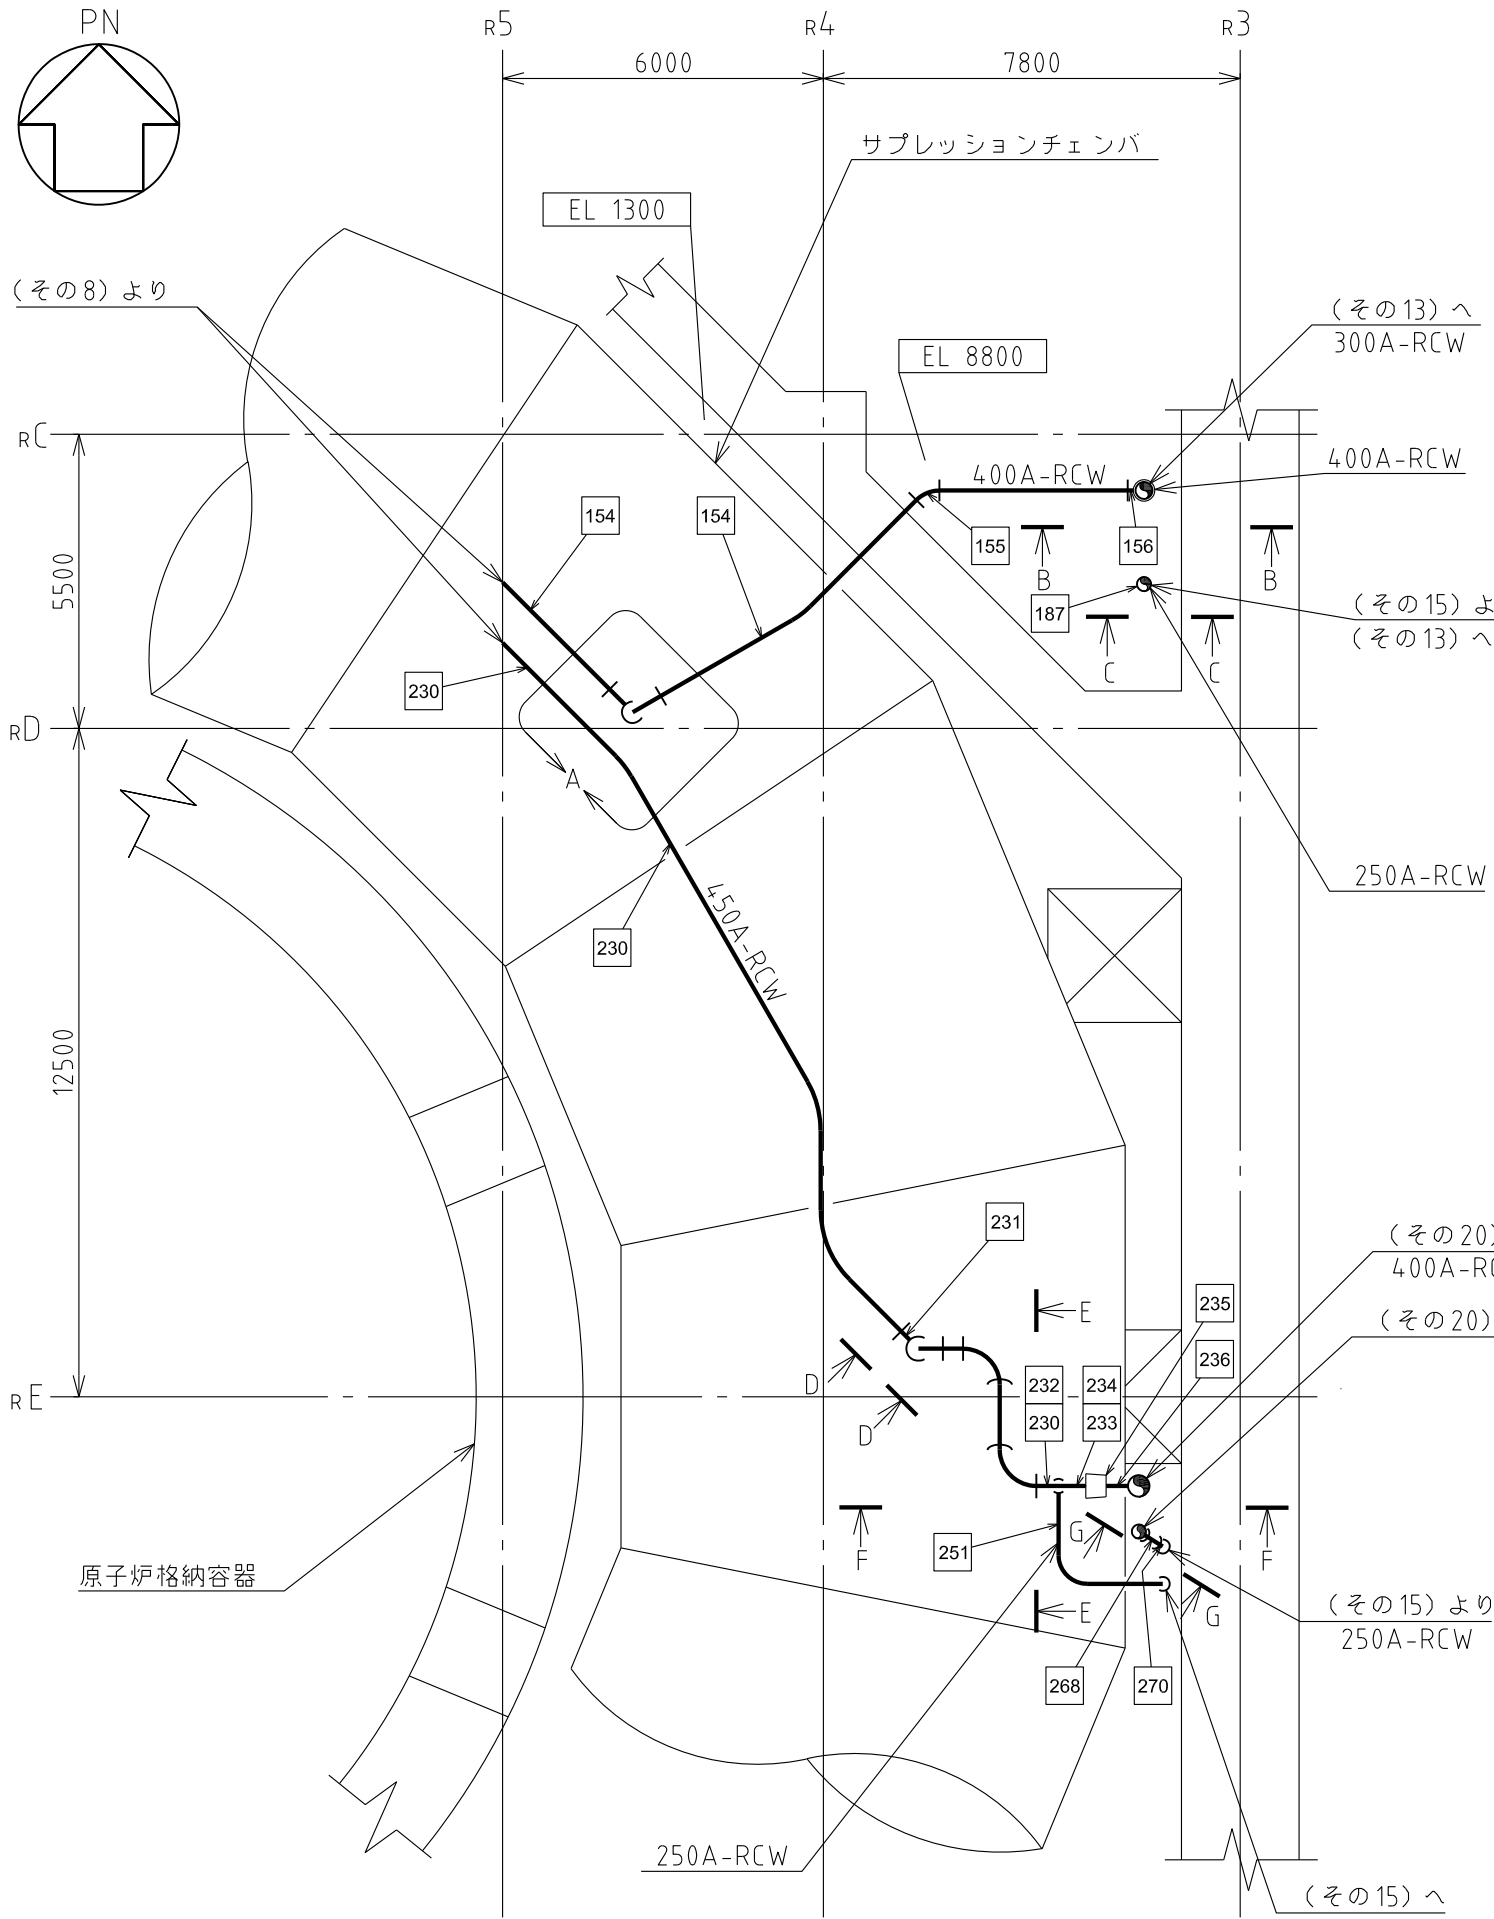 PN
R5
R4
R3
6000
7800
サプレッションチェンバ
EL 1300
(その8) より
(その13) へ
300A-RCW
EL 8800
RC
400A-RCW
400A-RCW
154
154
155
156
B
B
5500
187
(その15) よ
(その13) へ
C
C
230
RD
A
250A-RCW
450A-RCW
230
12500
231
(その20)
400A-R
235
E
(その20)
236
D
232
234
RE
230
233
D
G
251
F
F
原子炉格納容器
E
G
(その15) より
250A-RCW
268
270
250A-RCW
(その15) へ